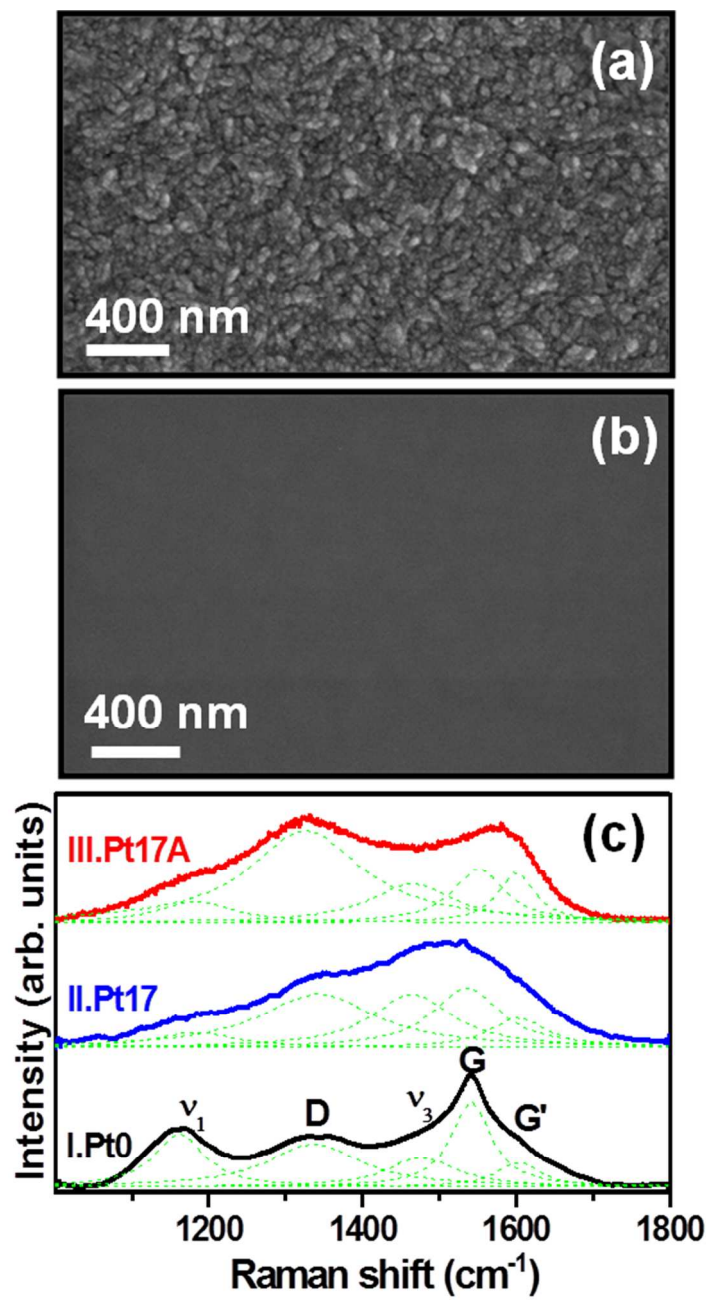 (a)
400 nm
(b)
400 nm
(c)
III.Pt17A
II.Pt17
I.Pt0
ν1
D
ν3
G
G'
Intensity (arb. units)
1200 1400 1600 1800
Raman shift (cm-1)